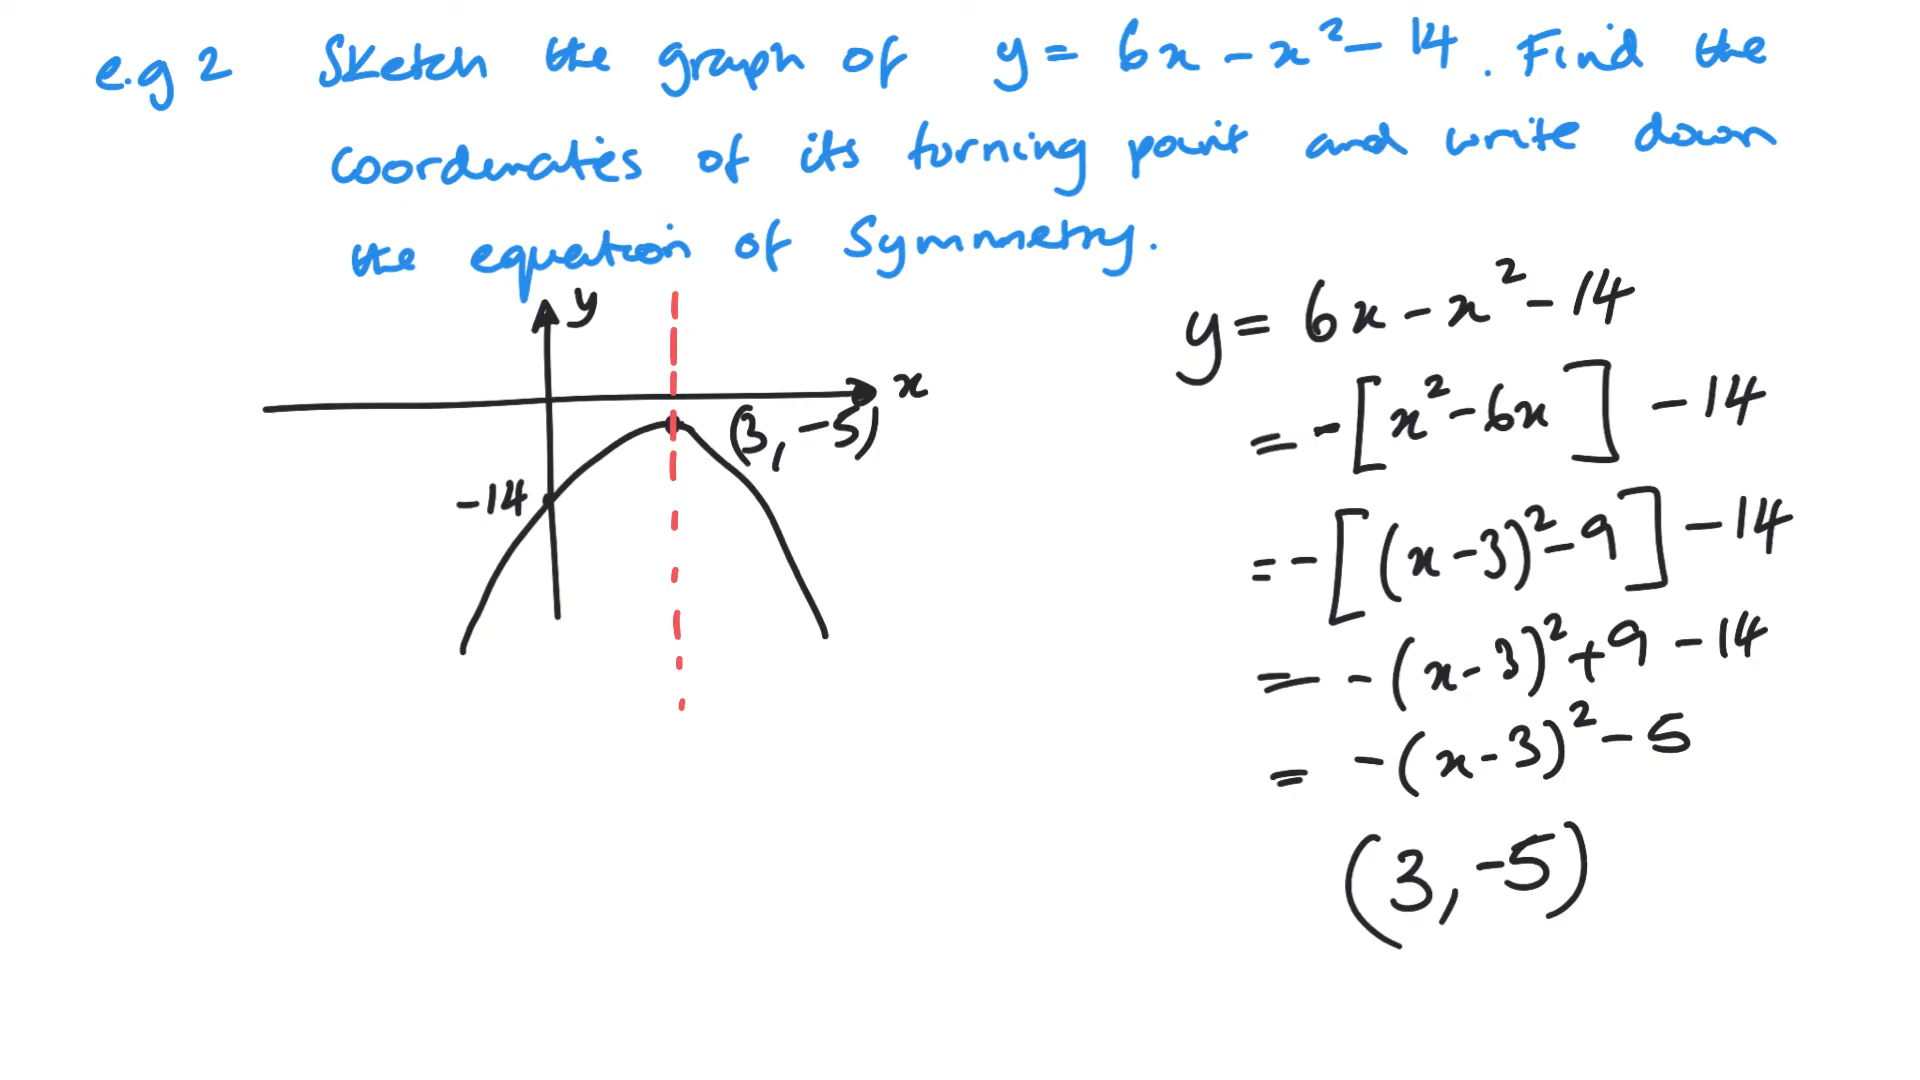 e.g 2 Sketch the graph of y = 6x - x² - 14. Find the
coordenaties of its turning point and write down
the equation of symmetry.
y
x
(3, -5)
-14
y = 6x - x² - 14
= -[x² - 6x] - 14
= -[(x-3)² - 9] - 14
= -(x-3)² + 9 - 14
= -(x-3)² - 5
(3, -5)